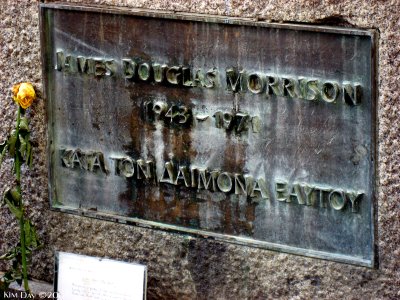 JAMES DOUGLAS MORRISON
1943 - 1971
ΚΑΤΑ ΤΟΝ ΔΑΙΜΟΝΑ ΕΑΥΤΟΥ
KIM DAY ©